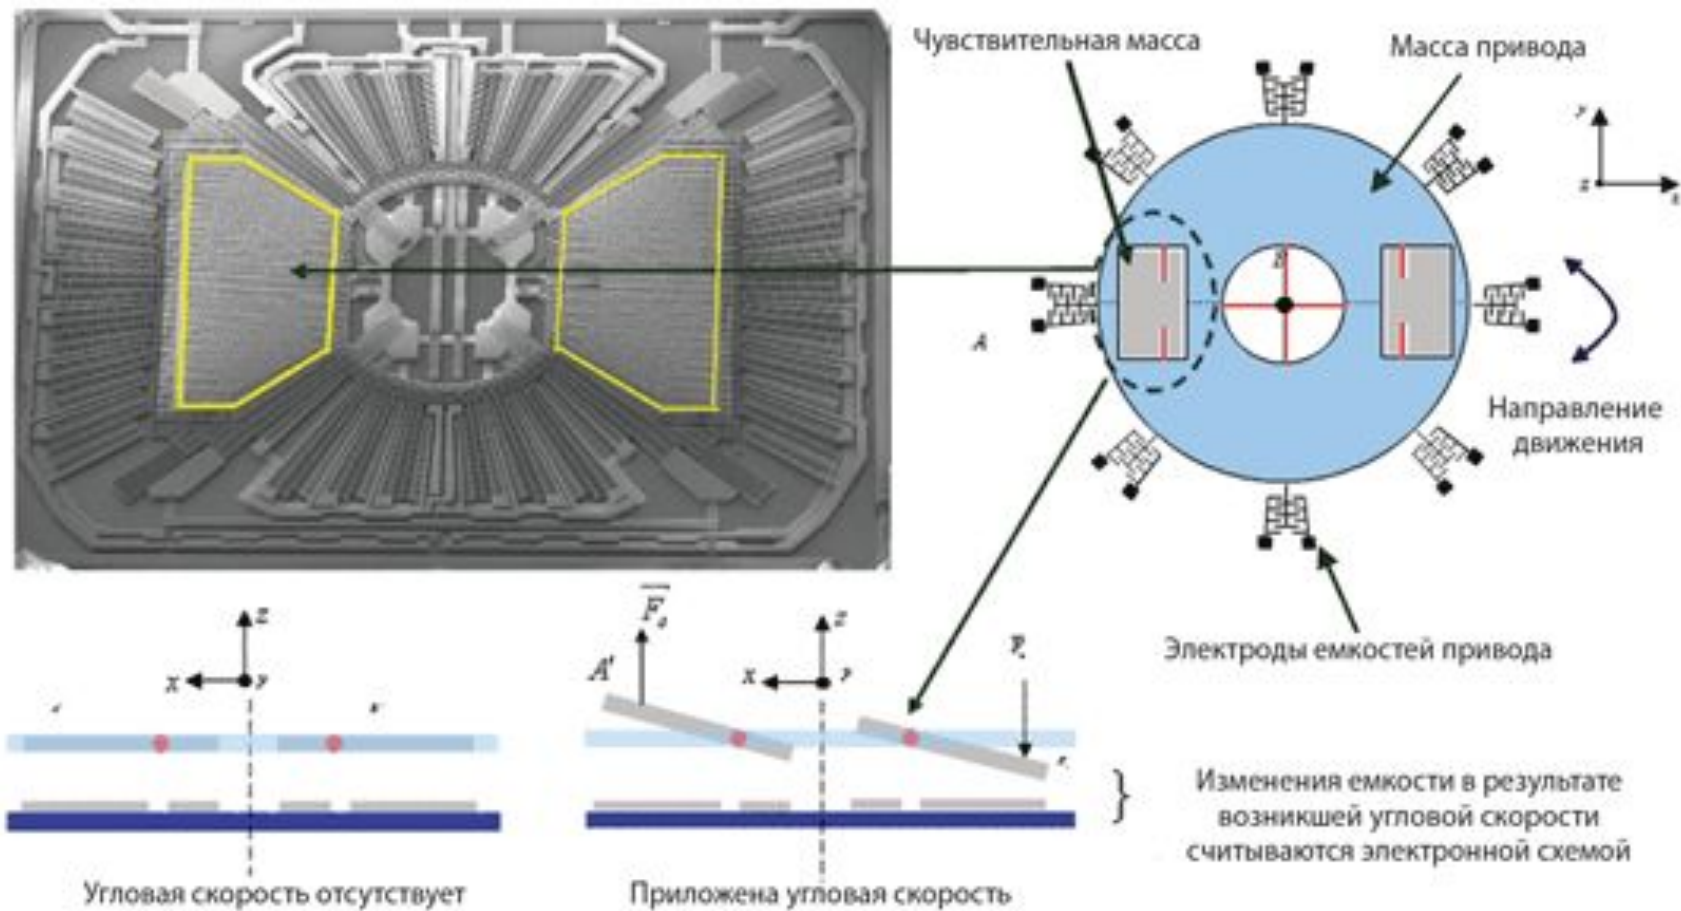 Чувствительная масса
Масса привода
y
z
x
B
A
Направление
движения
Электроды емкостей привода
z
x
y
Угловая скорость отсутствует
A'
z
x
y
Приложена угловая скорость
Изменения емкости в результате
возникшей угловой скорости
считываются электронной схемой